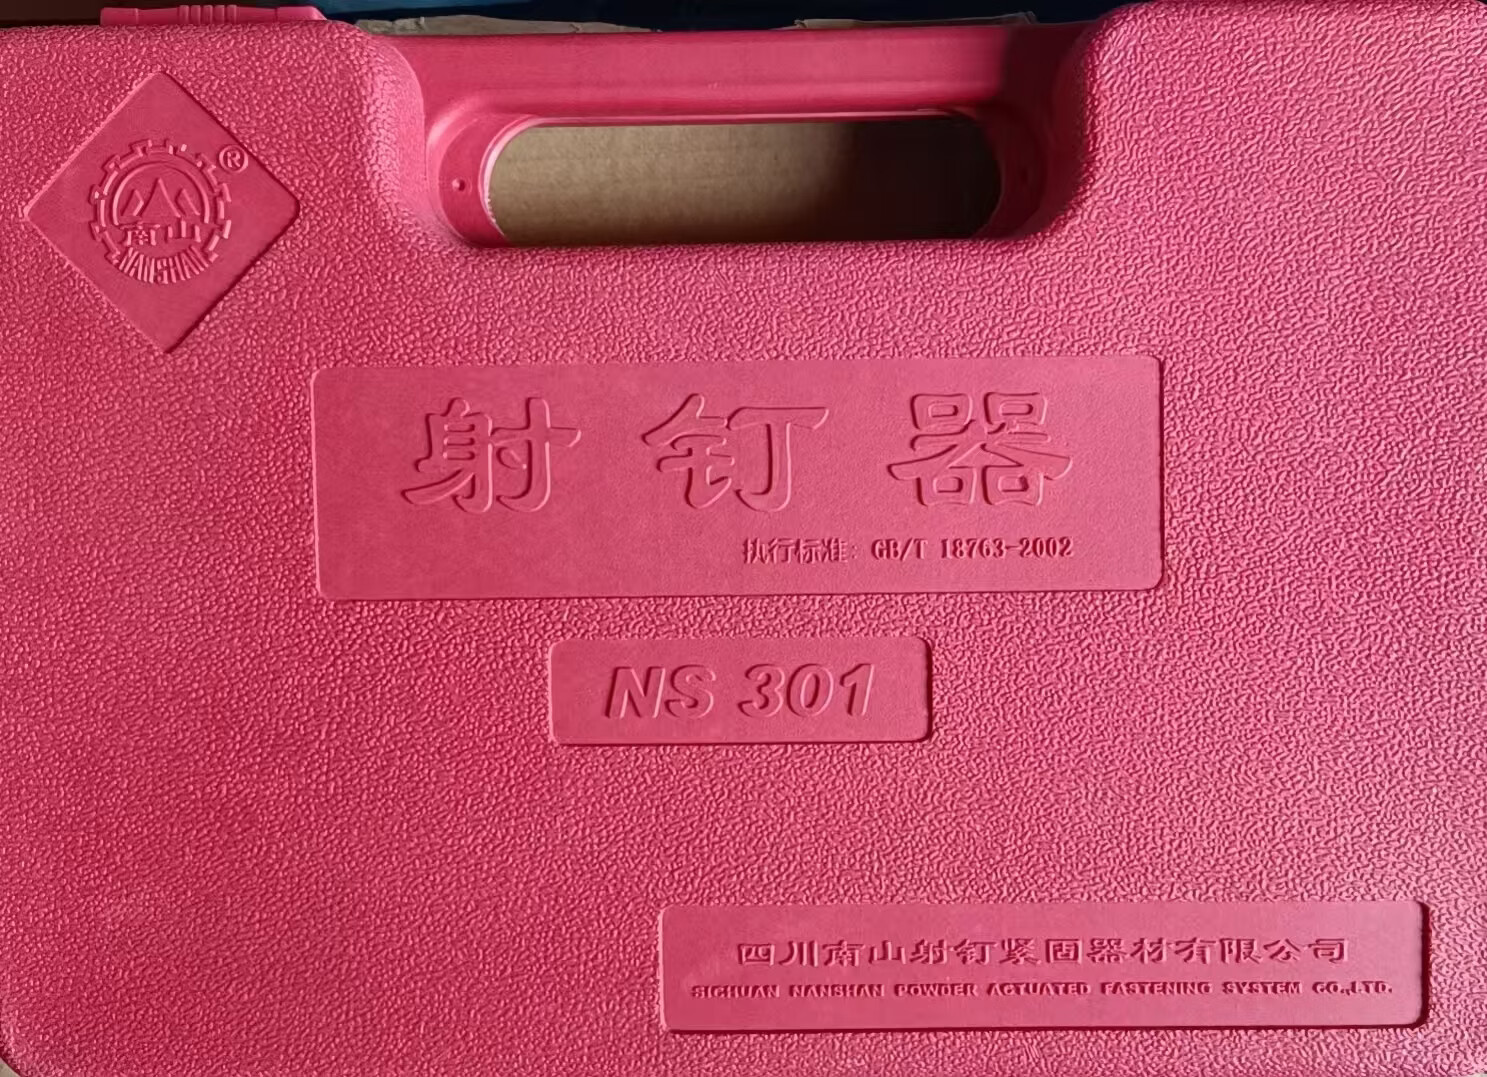 ®
南山
NANSHAN
射钉器
执行标准：GB/T 18763-2002
NS 301
四川南山射钉紧固器材有限公司
SICHUAN NANSHAN POWDER ACTUATED FASTENING SYSTEM CO.,LTD.